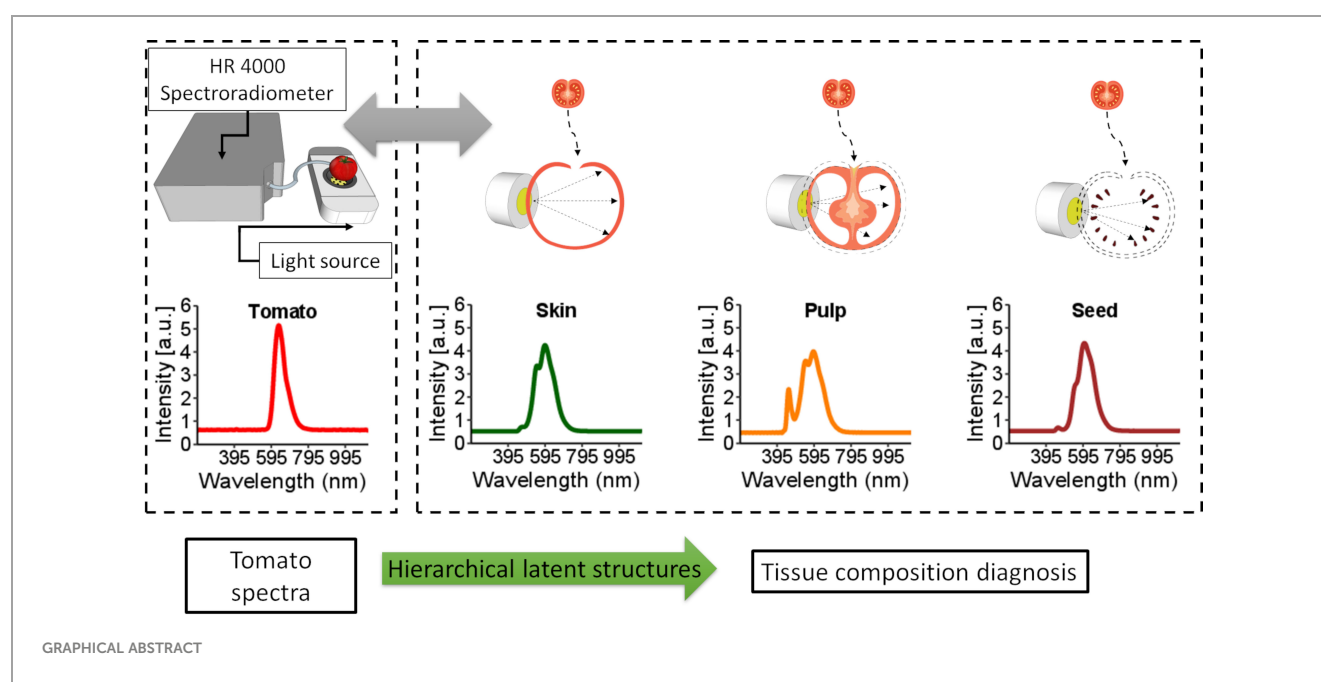 HR 4000
Spectroradiometer
Light source
Tomato
Intensity [a.u.]
6
5
4
3
2
1
0
395 595 795 995
Wavelength (nm)
Skin
Intensity [a.u.]
6
5
4
3
2
1
0
395 595 795 995
Wavelength (nm)
Pulp
Intensity [a.u.]
6
5
4
3
2
1
0
395 595 795 995
Wavelength (nm)
Seed
Intensity [a.u.]
6
5
4
3
2
1
0
395 595 795 995
Wavelength (nm)
Tomato
spectra
Hierarchical latent structures
Tissue composition diagnosis
GRAPHICAL ABSTRACT